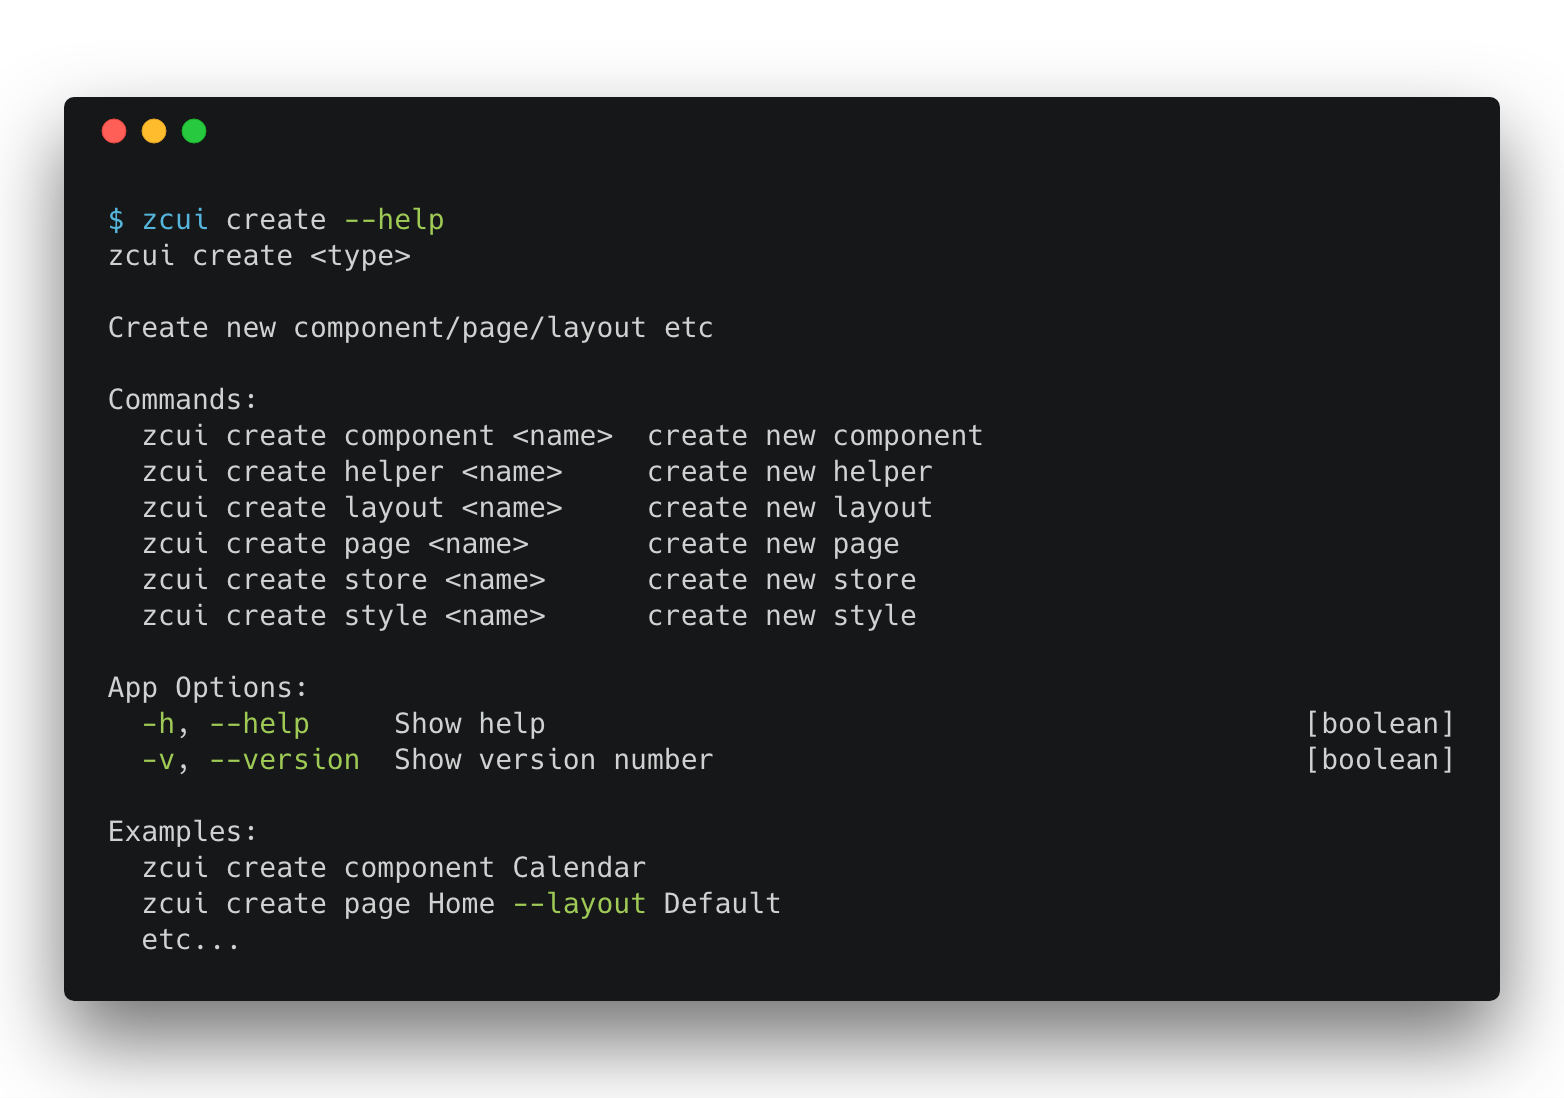 $ zcui create --help
zcui create <type>
Create new component/page/layout etc
Commands:
zcui create component <name>  create new component
zcui create helper <name>     create new helper
zcui create layout <name>     create new layout
zcui create page <name>       create new page
zcui create store <name>      create new store
zcui create style <name>      create new style
App Options:
-h, --help     Show help                                    [boolean]
-v, --version  Show version number                          [boolean]
Examples:
zcui create component Calendar
zcui create page Home --layout Default
etc...